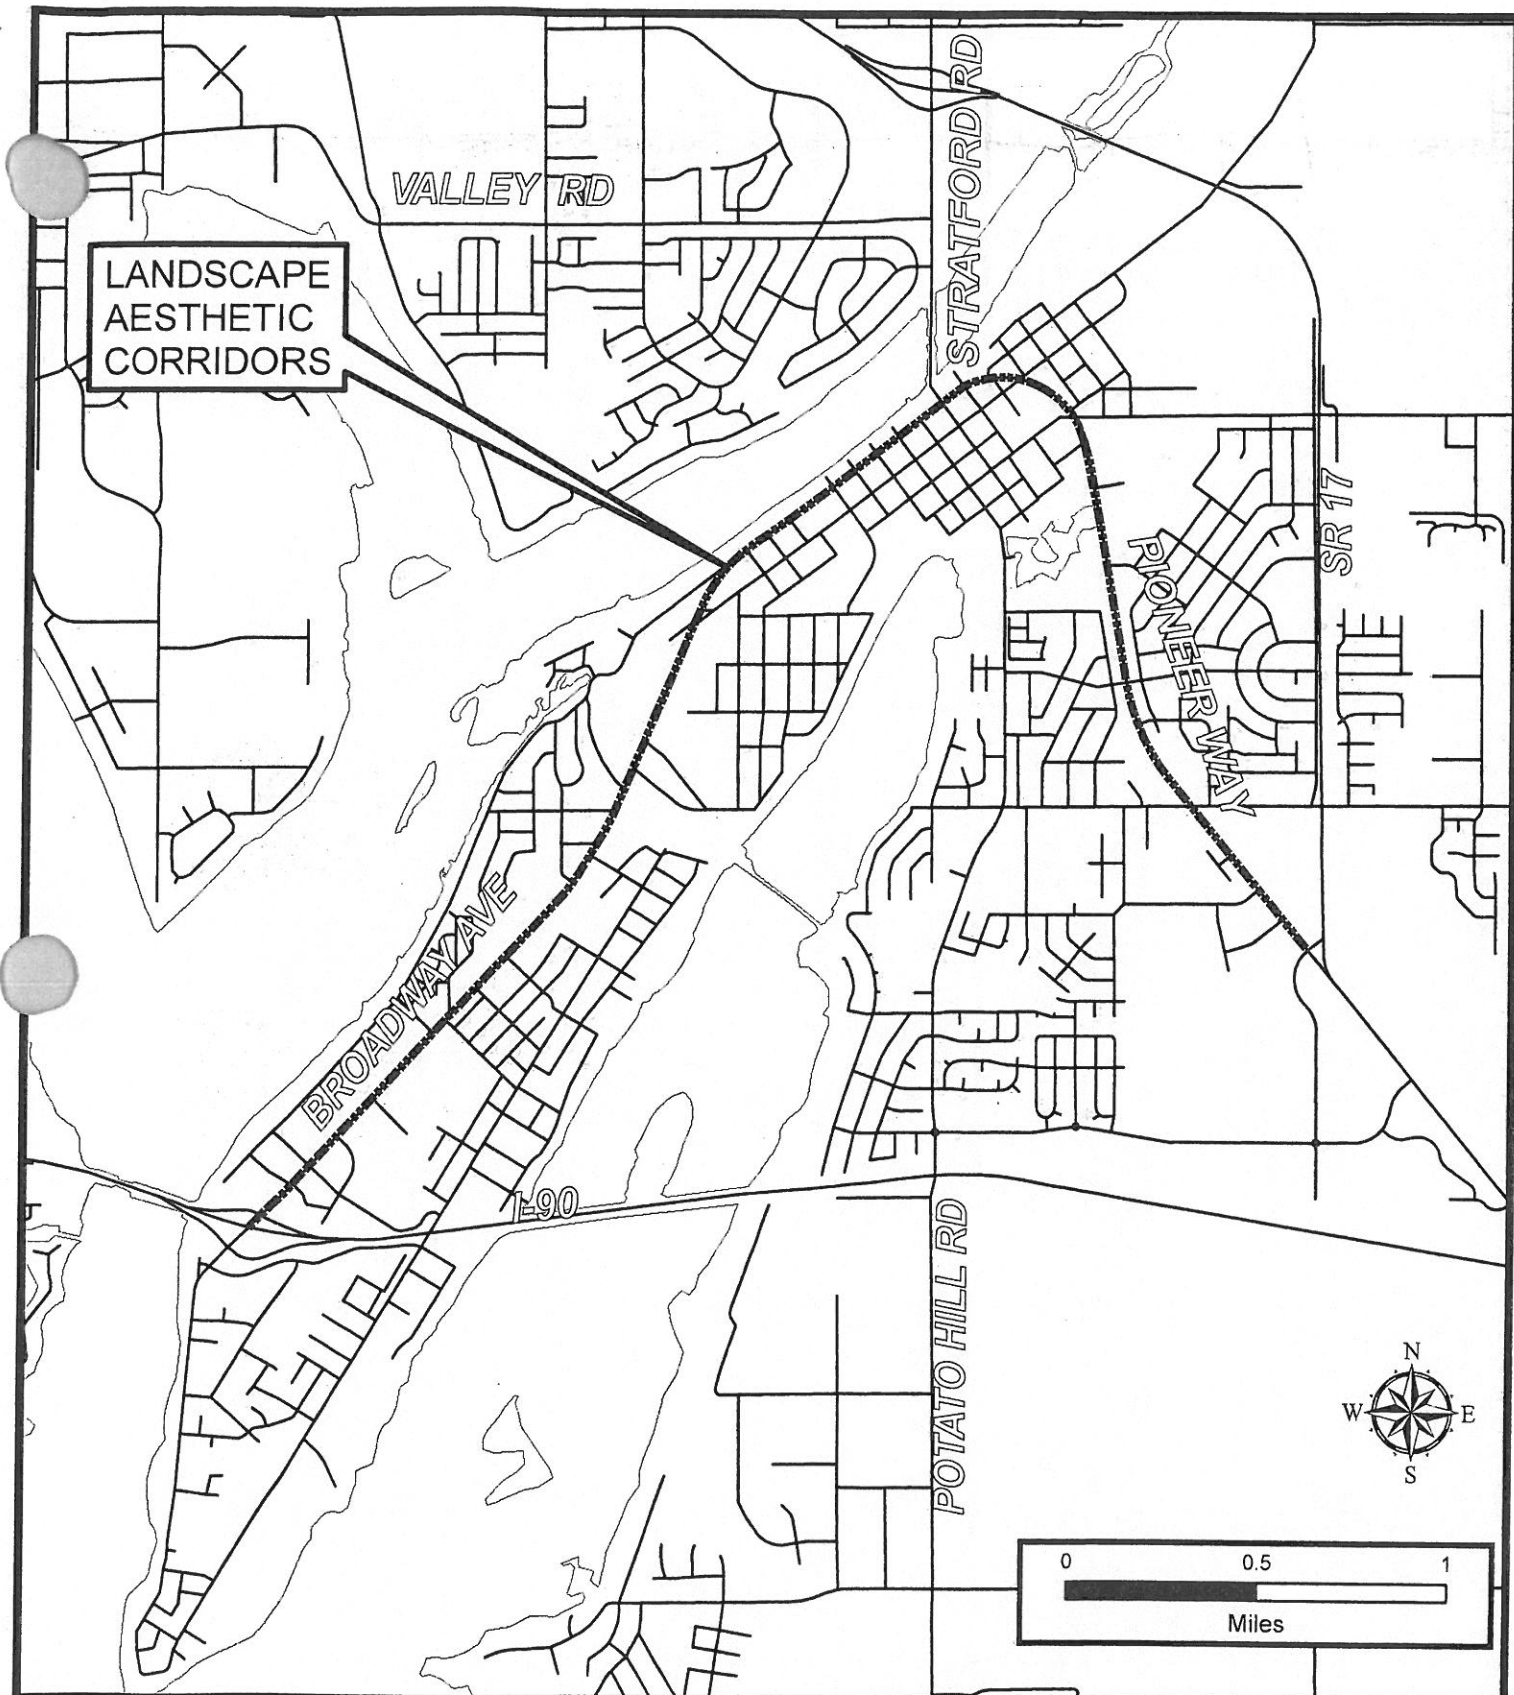 VALLEY RD
STRATFORD RD
LANDSCAPE
AESTHETIC
CORRIDORS
SR 17
PIONEER WAY
BROADWAY AVE
I-90
POTATO HILL RD
N
W E
S
0 0.5 1
Miles